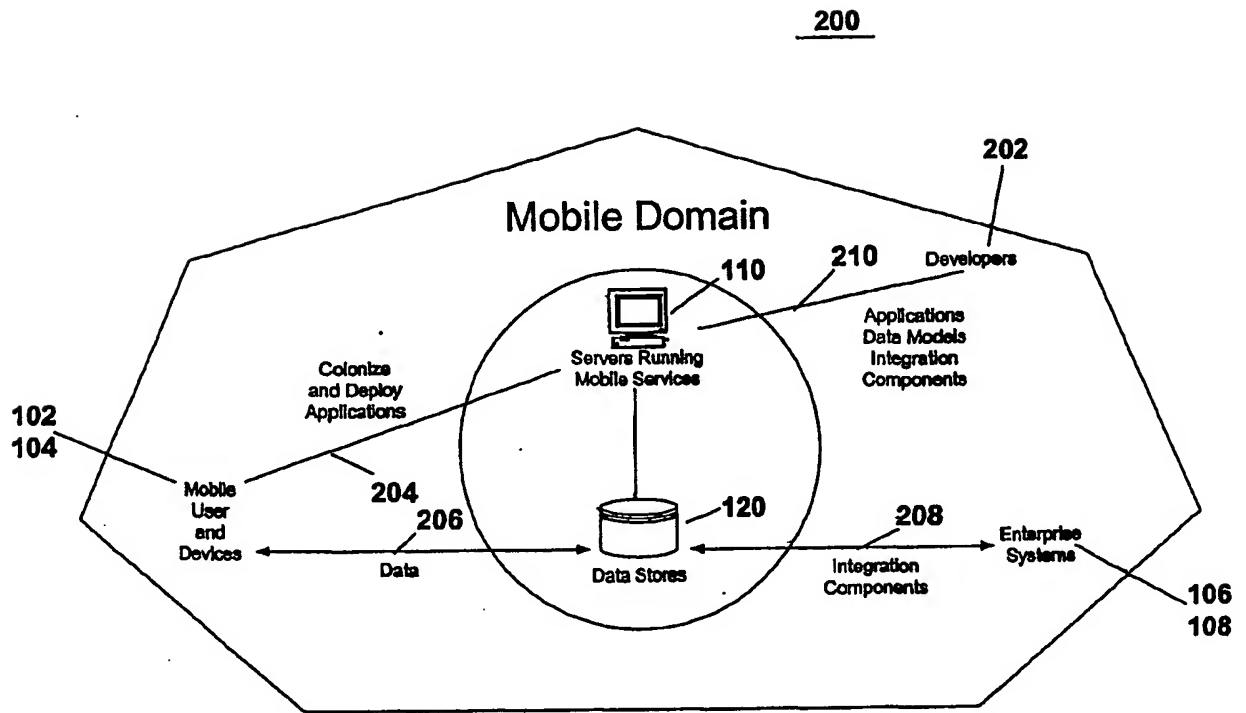 200
202
Mobile Domain
210
Developers
110
Applications
Data Models
Integration
Components
Servers Running
Mobile Services
Colonize
and Deploy
Applications
102
104
204
Mobile
User
and
Devices
206
Data
120
Data Stores
208
Integration
Components
Enterprise
Systems
106
108